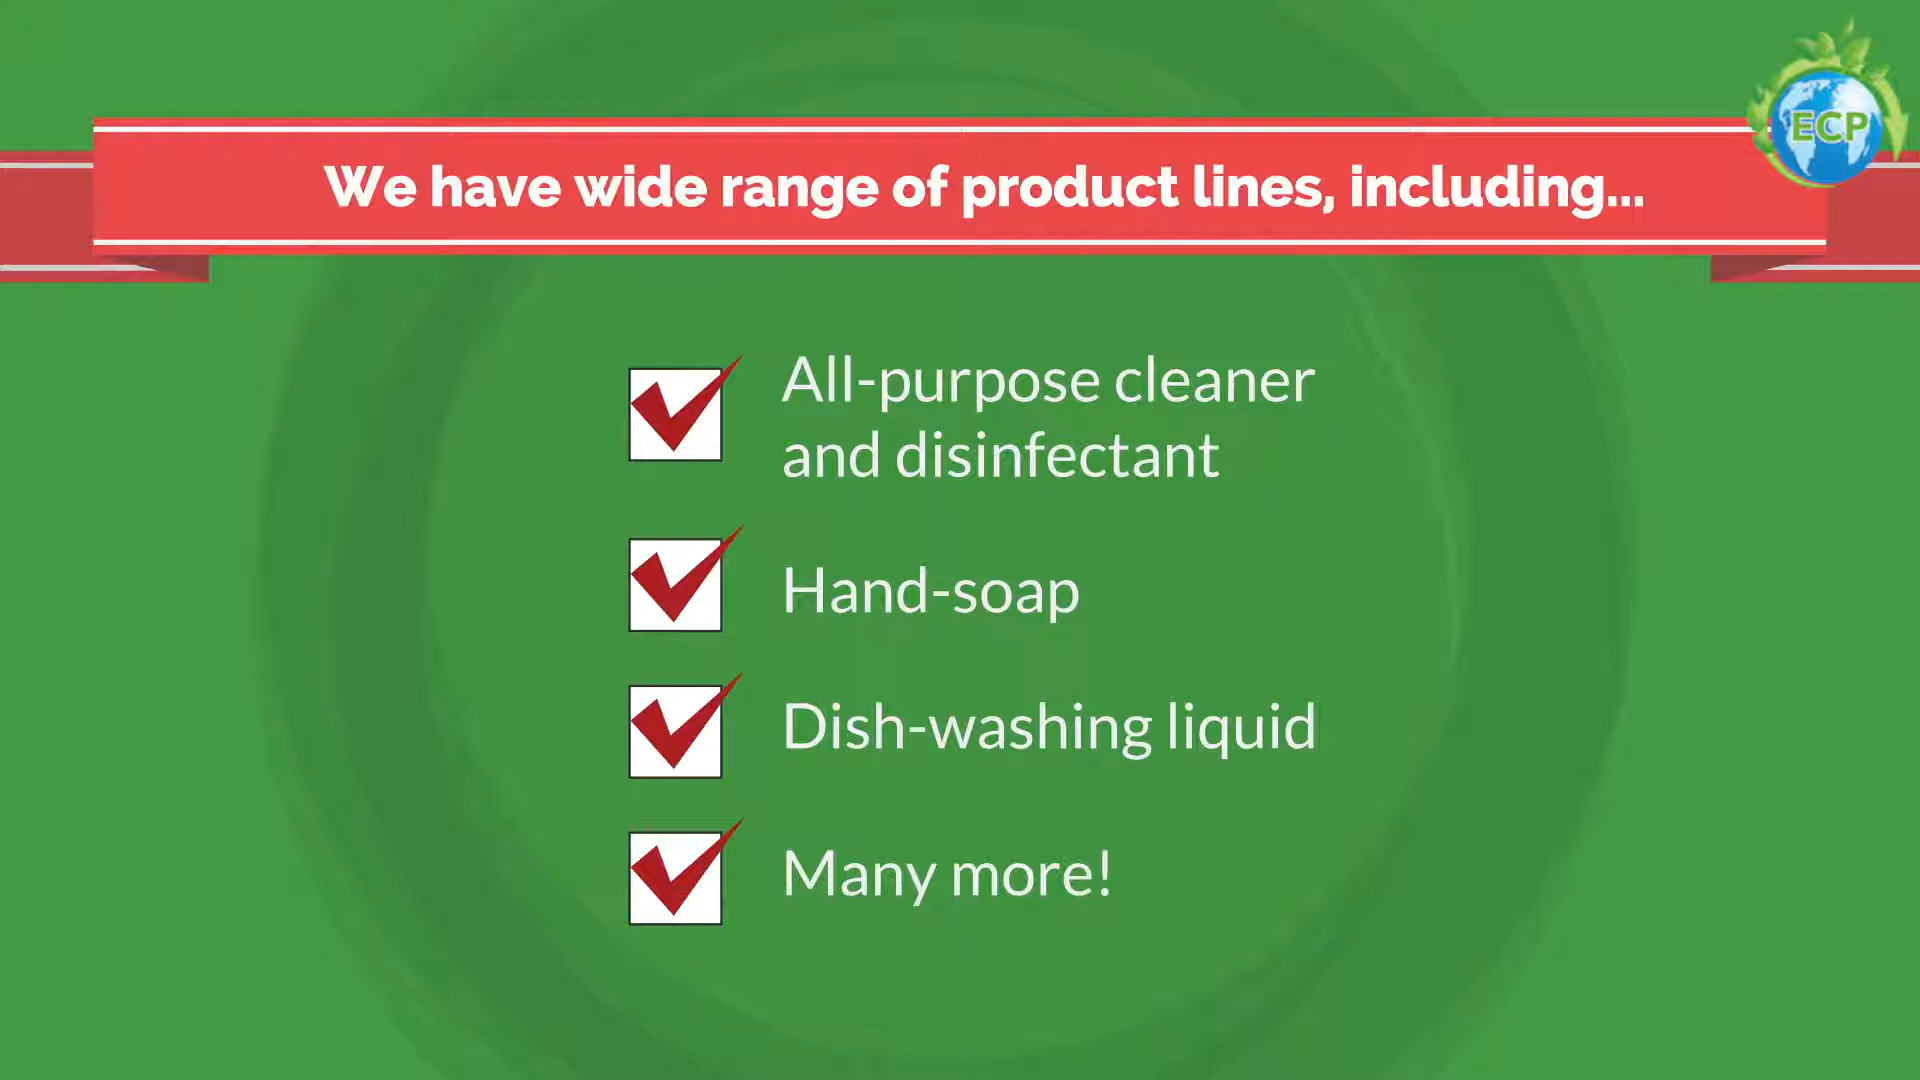 ECP
We have wide range of product lines, including...
All-purpose cleaner
and disinfectant
Hand-soap
Dish-washing liquid
Many more!